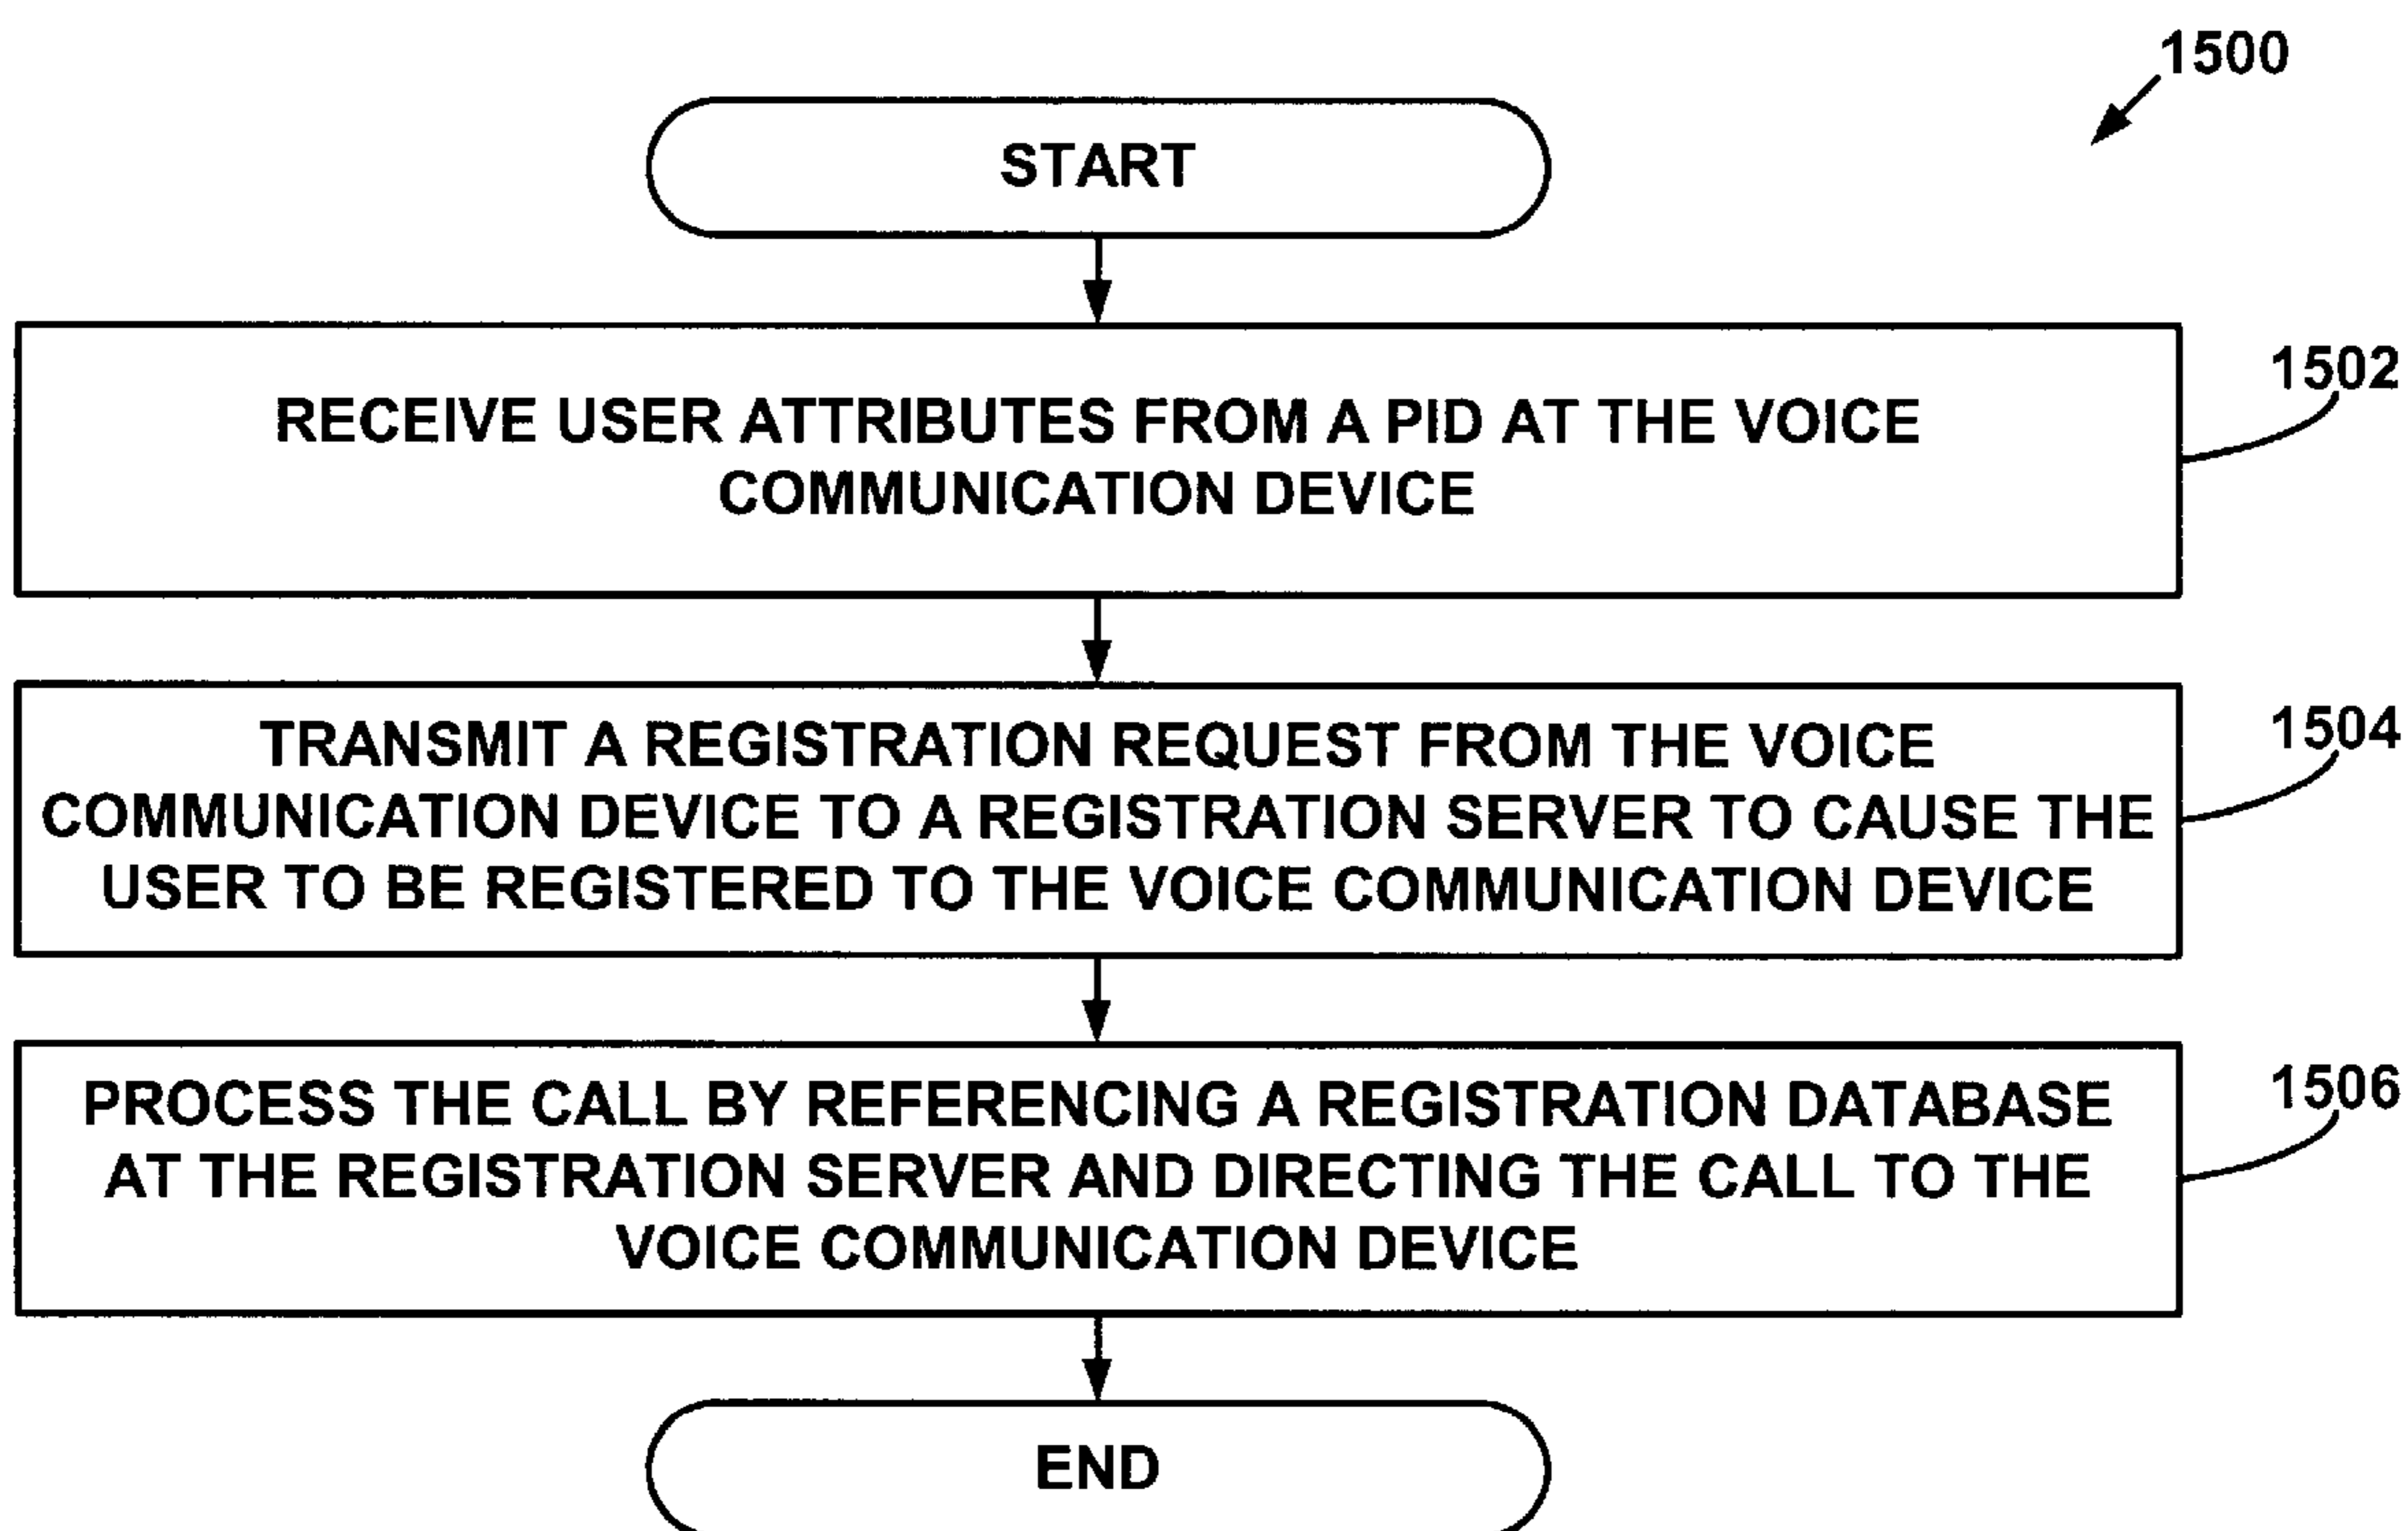 1500
START
1502
RECEIVE USER ATTRIBUTES FROM A PID AT THE VOICE
COMMUNICATION DEVICE
1504
TRANSMIT A REGISTRATION REQUEST FROM THE VOICE
COMMUNICATION DEVICE TO A REGISTRATION SERVER TO CAUSE THE
USER TO BE REGISTERED TO THE VOICE COMMUNICATION DEVICE
1506
PROCESS THE CALL BY REFERENCING A REGISTRATION DATABASE
AT THE REGISTRATION SERVER AND DIRECTING THE CALL TO THE
VOICE COMMUNICATION DEVICE
END